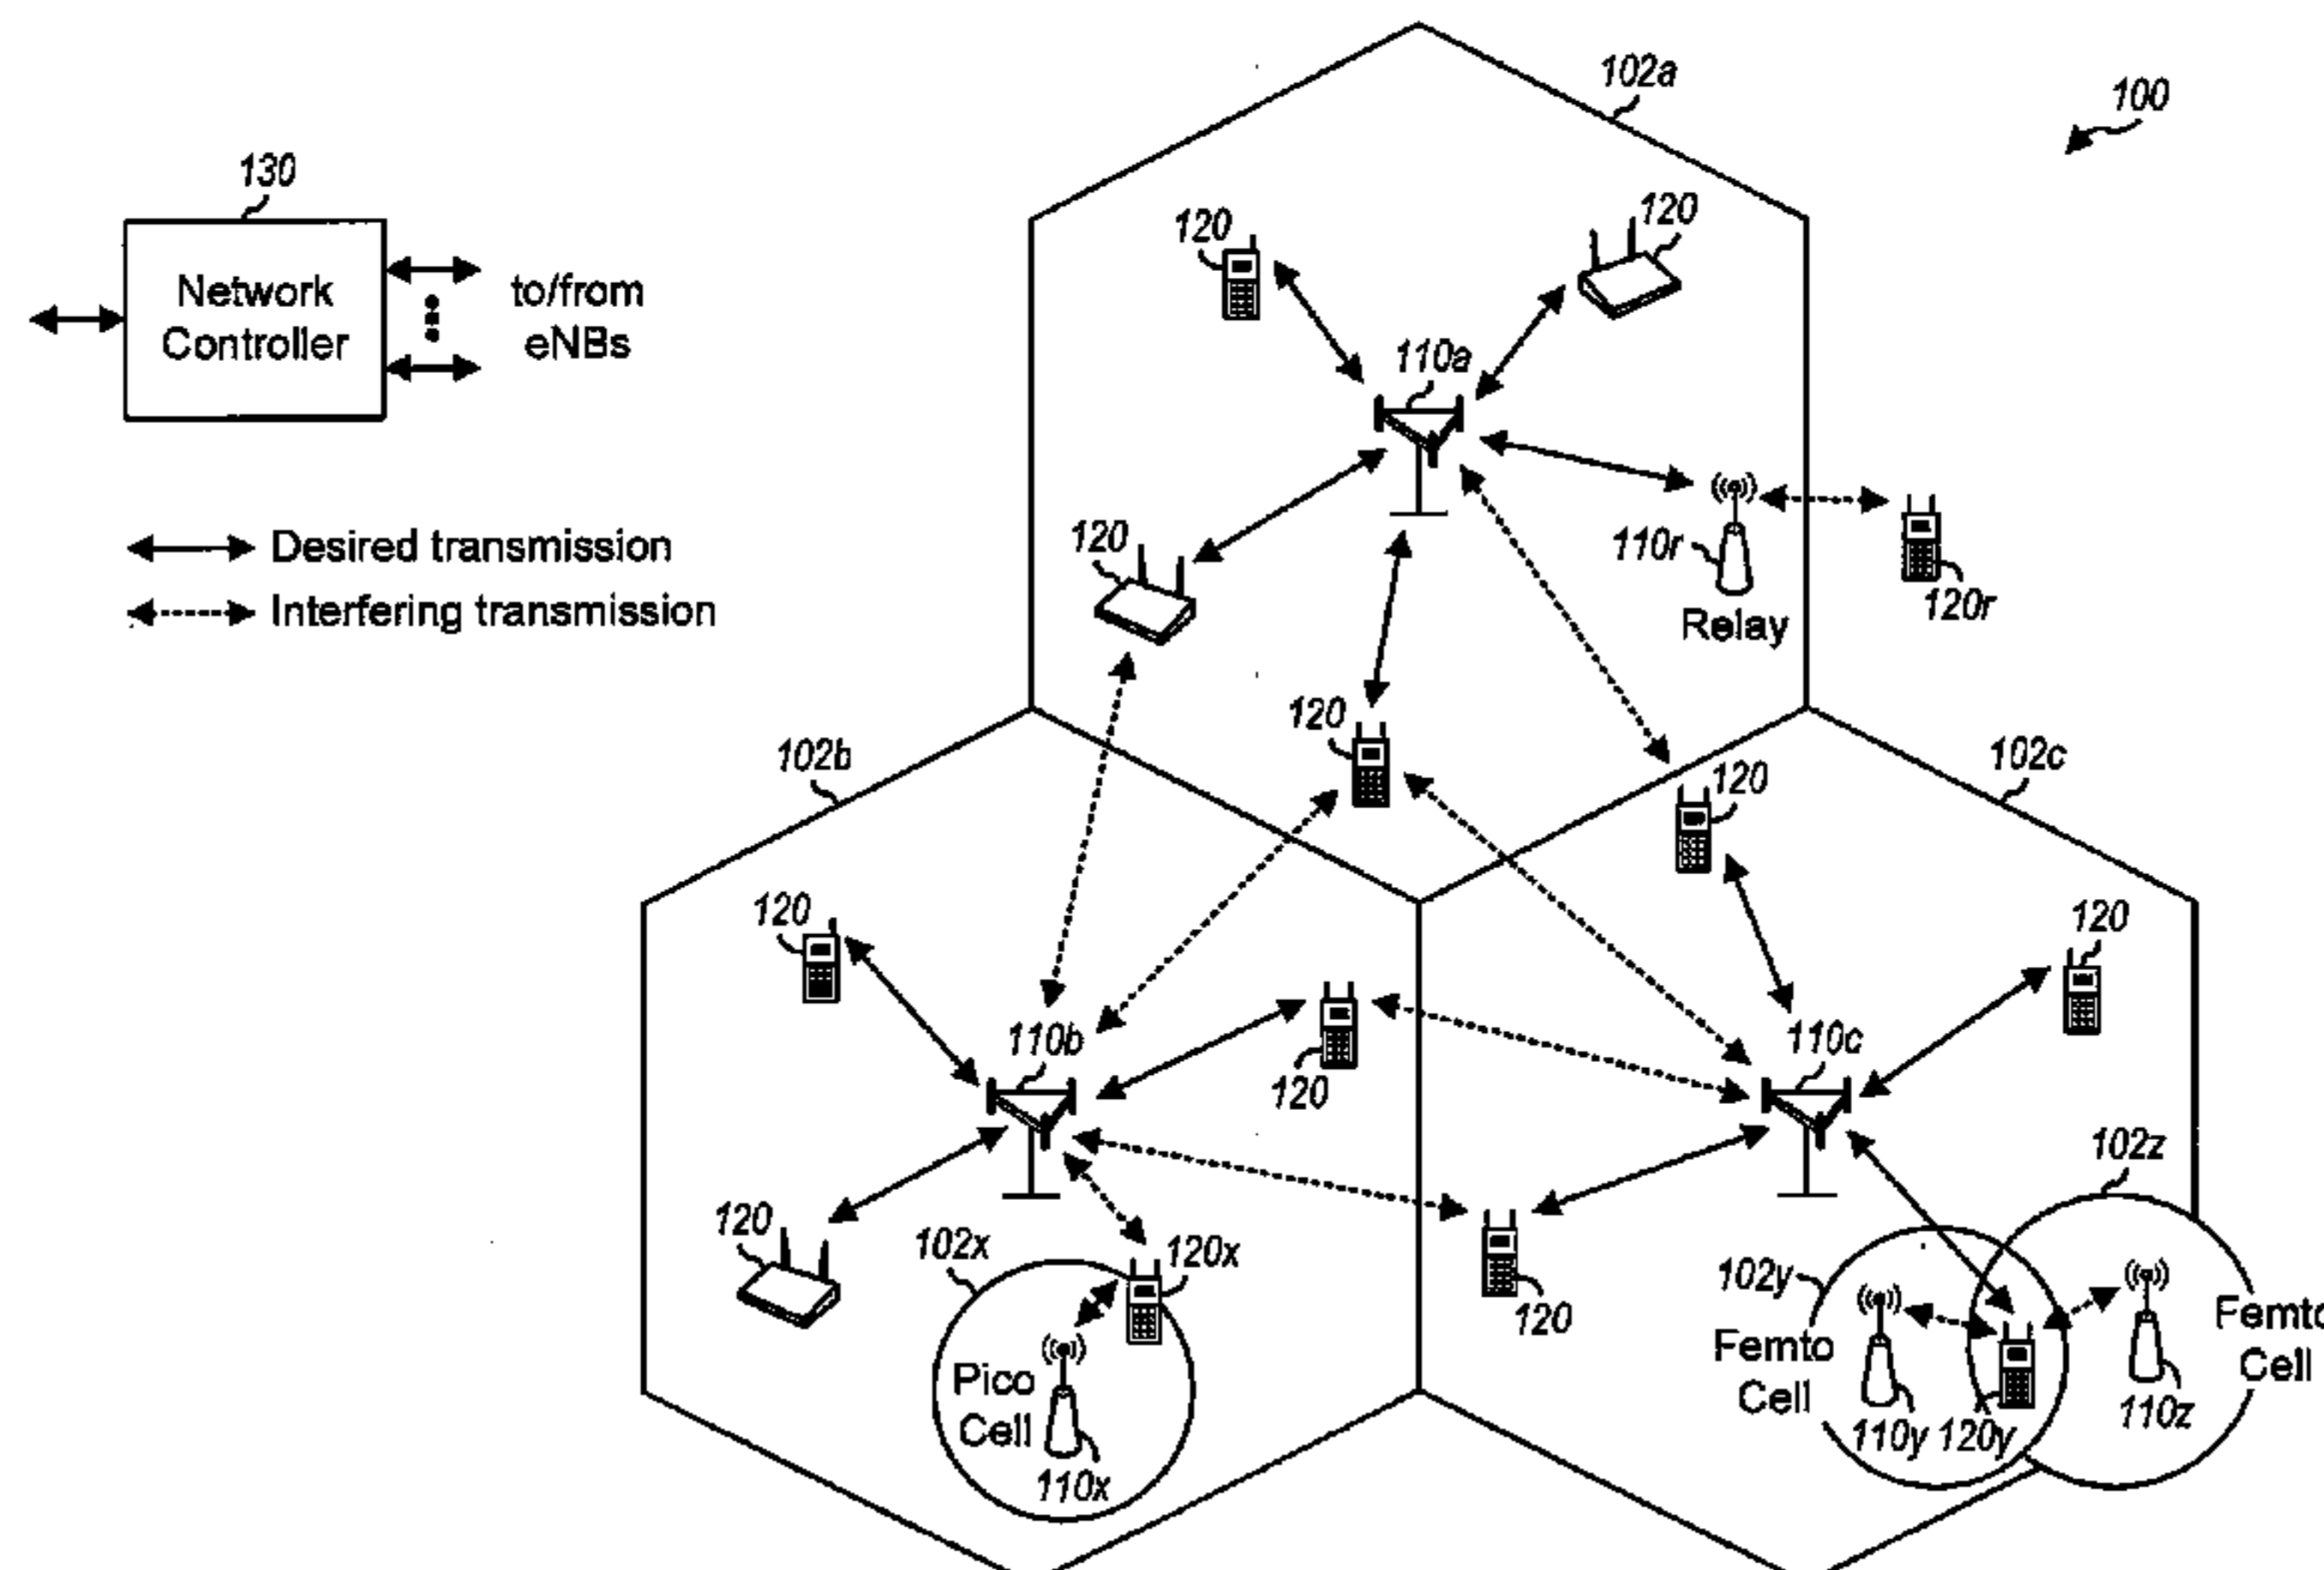 102a
100
130
120
120
Network
Controller
to/from
eNBs
110a
Desired transmission
Interfering transmission
120
110r
Relay
120r
120
102b
120
102c
120
120
110b
120
110c
102z
120
102x
120x
120
102y
Femto
Cell
Femto
Cell
Pico
Cell
110x
110y
120y
110z